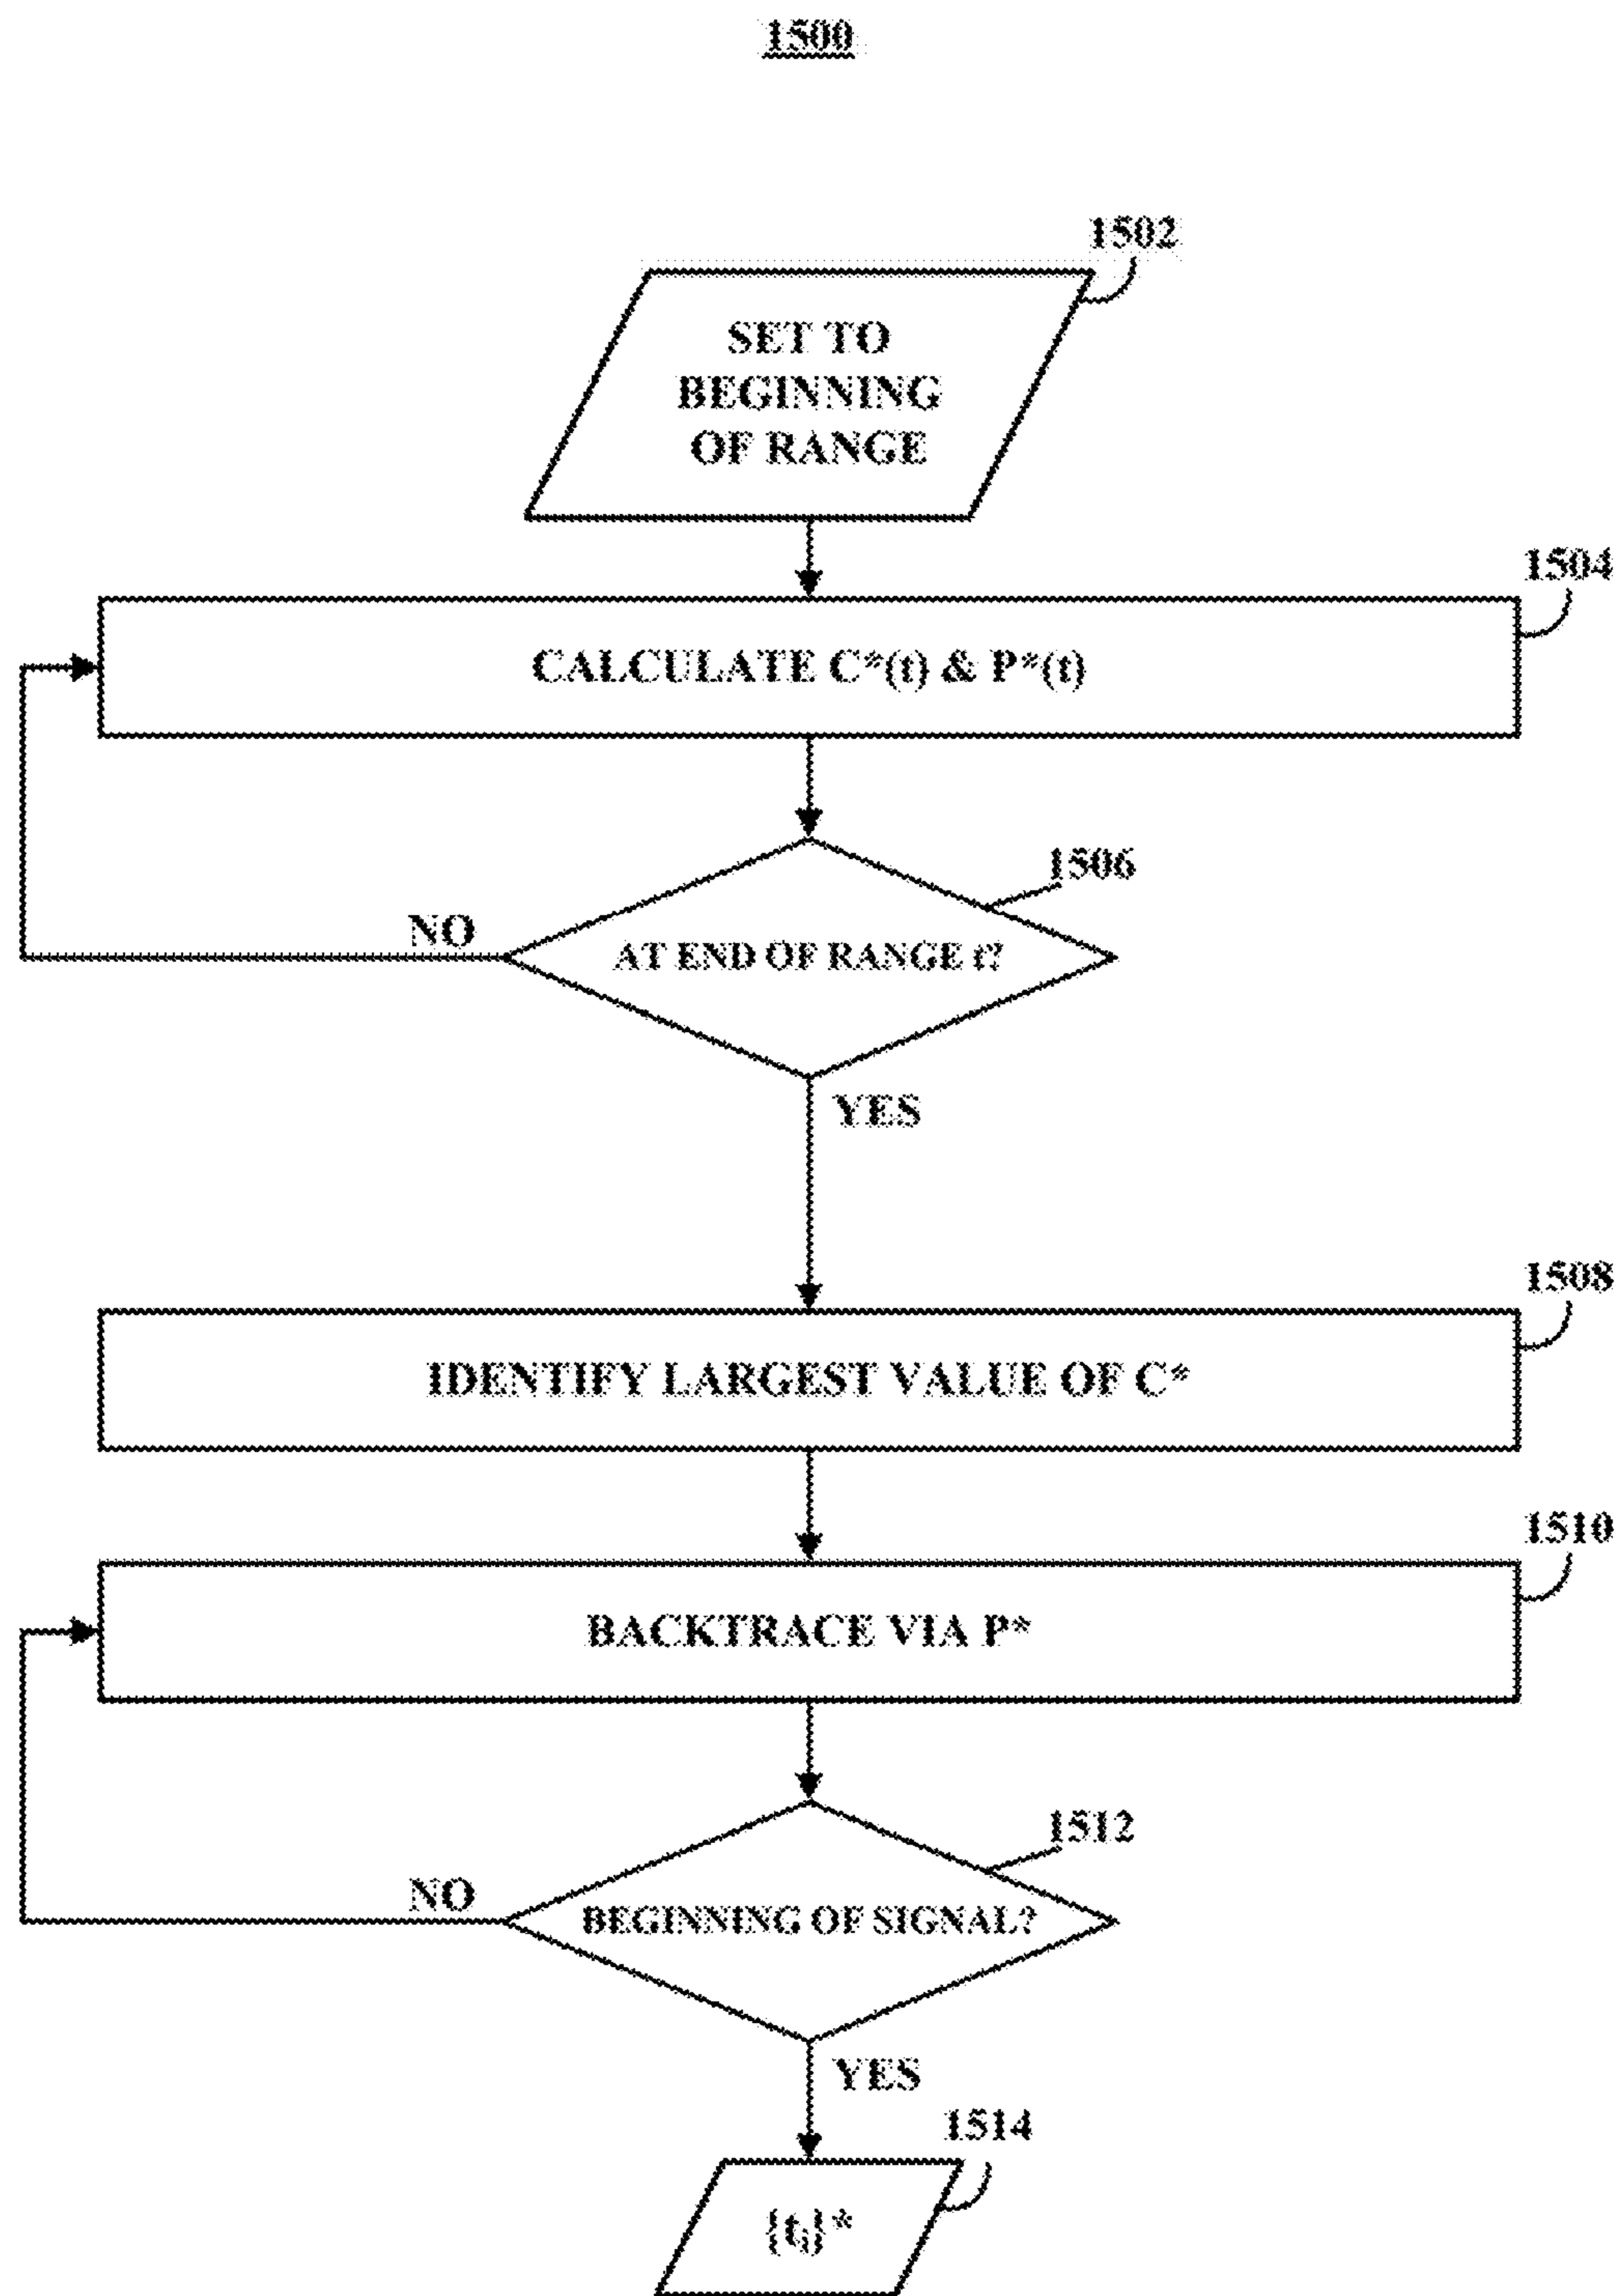 1500
1502
SET TO
BEGINNING
OF RANGE
1504
CALCULATE C*(t) & P*(t)
1506
NO
AT END OF RANGE t?
YES
1508
IDENTIFY LARGEST VALUE OF C*
1510
BACKTRACE VIA P*
1512
NO
BEGINNING OF SIGNAL?
YES
1514
{ti}*